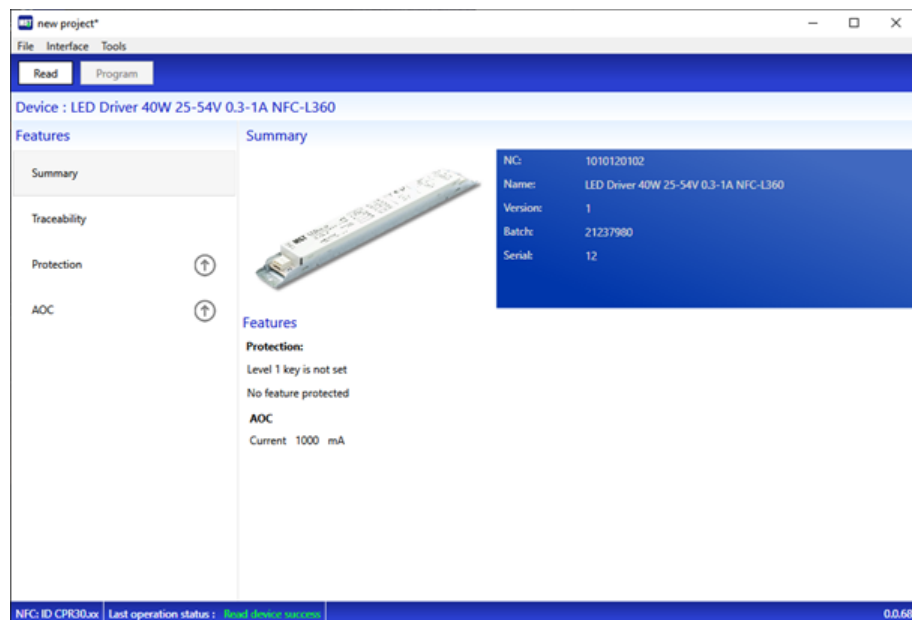 new project*
File Interface Tools
Read Program
Device : LED Driver 40W 25-54V 0.3-1A NFC-L360
Features
Summary
Traceability
Protection
AOC
Summary
NC: 1010120102
Name: LED Driver 40W 25-54V 0.3-1A NFC-L360
Version: 1
Batch: 21237980
Serial: 12
Features
Protection:
Level 1 key is not set
No feature protected
AOC
Current 1000 mA
NFC: ID CPR30.xx Last operation status : Read device success 0.0.68